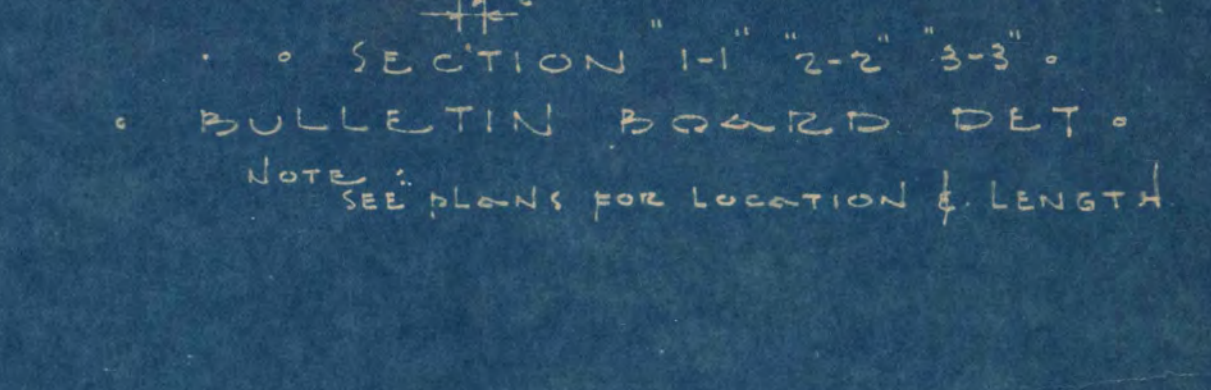 SECTION "1-1" "2-2" "3-3"
BULLETIN BOARD DET.
NOTE:
SEE PLANS FOR LOCATION & LENGTH